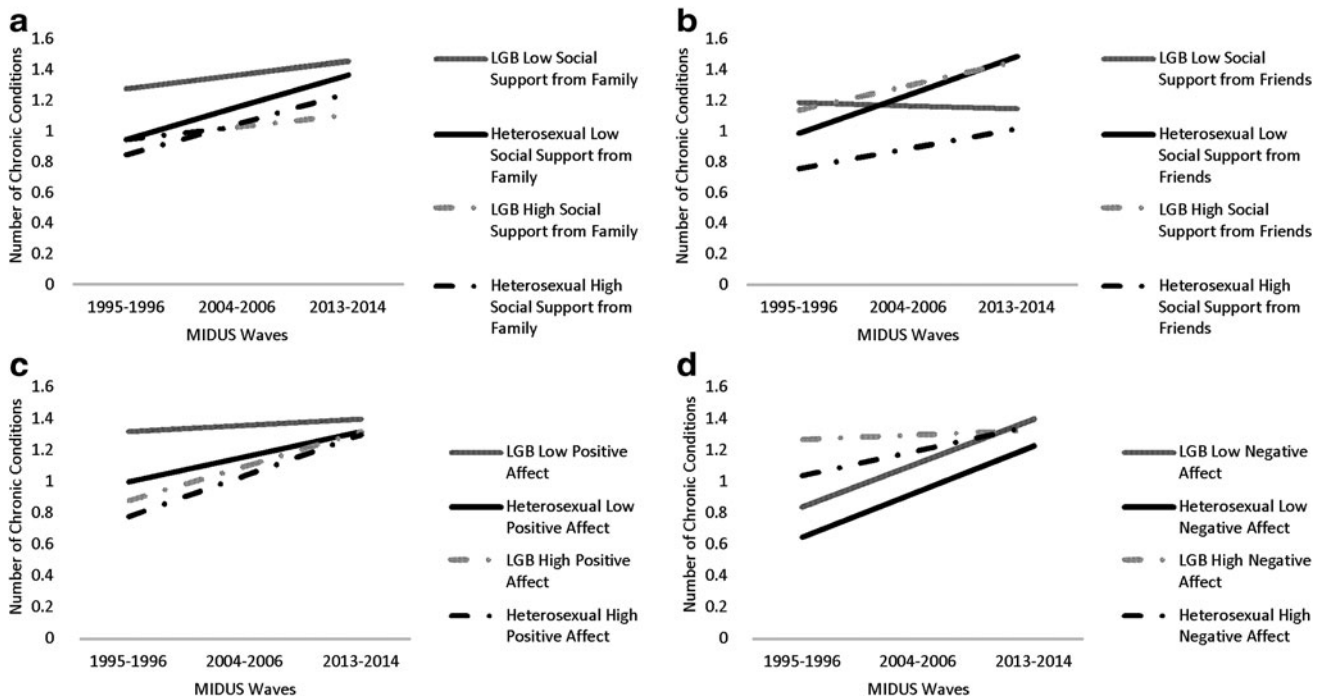 a
Number of Chronic Conditions
1.6
1.4
1.2
1
0.8
0.6
0.4
0.2
0
1995-1996
2004-2006
2013-2014
MIDUS Waves
LGB Low Social
Support from Family
Heterosexual Low
Social Support from
Family
LGB High Social
Support from Family
Heterosexual High
Social Support from
Family
b
Number of Chronic Conditions
1.6
1.4
1.2
1
0.8
0.6
0.4
0.2
0
1995-1996
2004-2006
2013-2014
MIDUS Waves
LGB Low Social
Support from Friends
Heterosexual Low
Social Support from
Friends
LGB High Social
Support from Friends
Heterosexual High
Social Support from
Friends
c
Number of Chronic Conditions
1.6
1.4
1.2
1
0.8
0.6
0.4
0.2
0
1995-1996
2004-2006
2013-2014
MIDUS Waves
LGB Low Positive
Affect
Heterosexual Low
Positive Affect
LGB High Positive
Affect
Heterosexual High
Positive Affect
d
Number of Chronic Conditions
1.6
1.4
1.2
1
0.8
0.6
0.4
0.2
0
1995-1996
2004-2006
2013-2014
MIDUS Waves
LGB Low Negative
Affect
Heterosexual Low
Negative Affect
LGB High Negative
Affect
Heterosexual High
Negative Affect